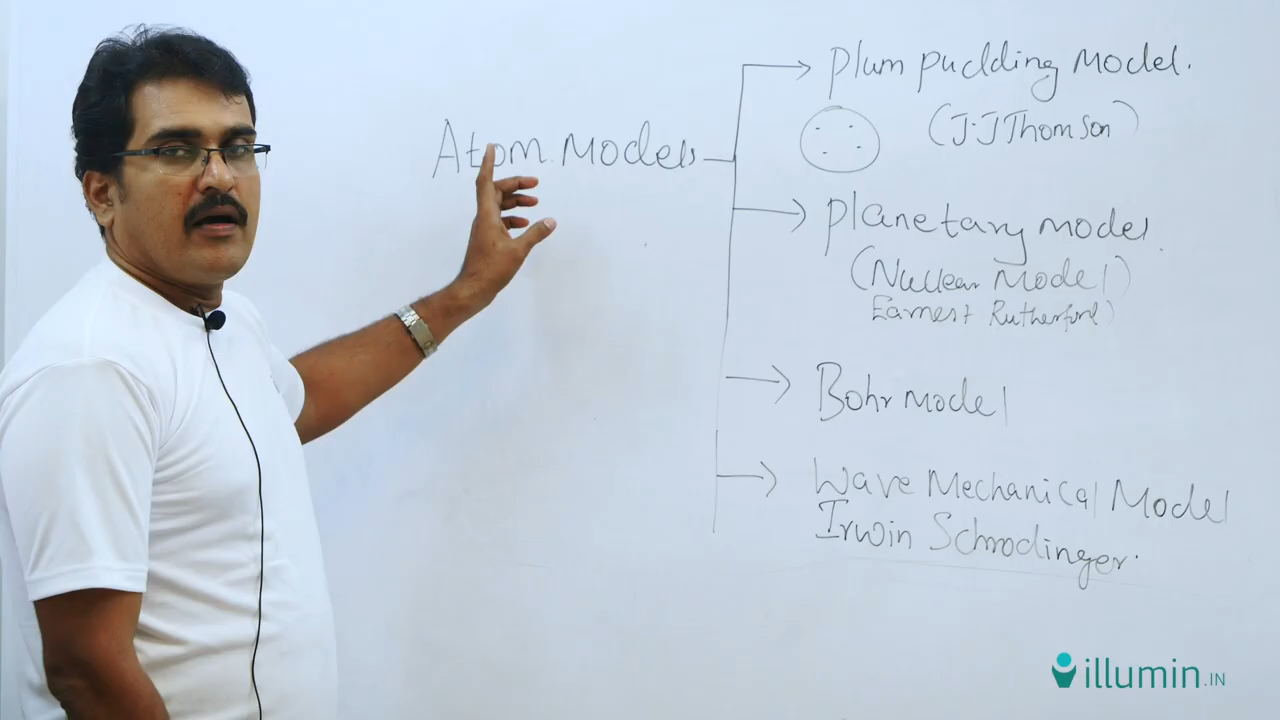 Atom Models
Plum pudding Model.
(J.J Thomson)
Planetary model.
(Nuclear Model)
Earnest Rutherford)
Bohr model
Wave Mechanical Model
Irwin Schrodinger.
illumin.IN